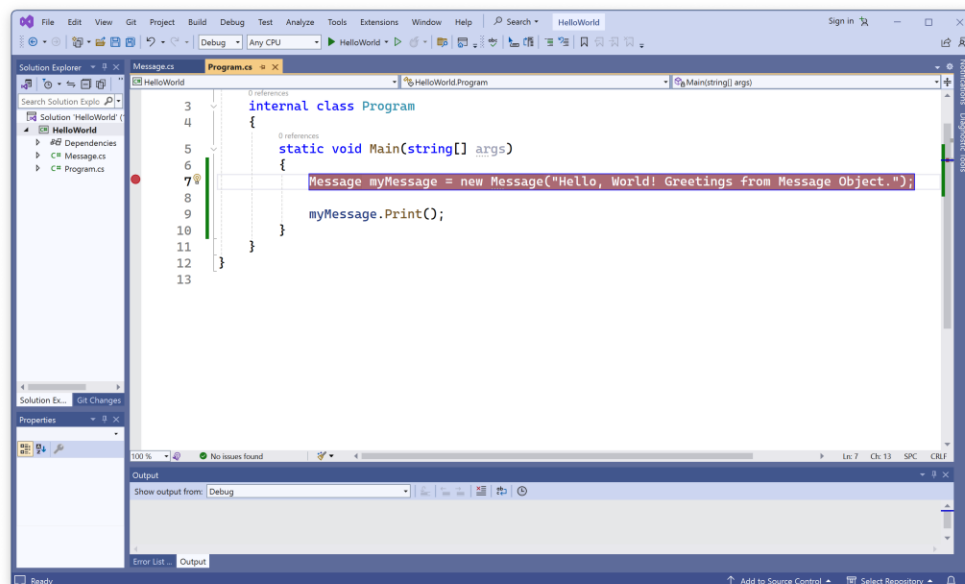 File Edit View Git Project Build Debug Test Analyze Tools Extensions Window Help Search HelloWorld Sign in
Debug Any CPU HelloWorld
Solution Explorer
Search Solution Explo
Solution 'HelloWorld' (
HelloWorld
Dependencies
C# Message.cs
C# Program.cs
Solution Ex... Git Changes
Properties
Message.cs Program.cs
HelloWorld HelloWorld.Program Main(string[] args)
0 references
3 internal class Program
4 {
0 references
5 static void Main(string[] args)
6 {
7 Message myMessage = new Message("Hello, World! Greetings from Message Object.");
8
9 myMessage.Print();
10 }
11 }
12 }
13
100 % No issues found Ln: 7 Ch: 13 SPC CRLF
Output
Show output from: Debug
Error List ... Output
Notifications
Diagnostic Tools
Ready Add to Source Control Select Repository